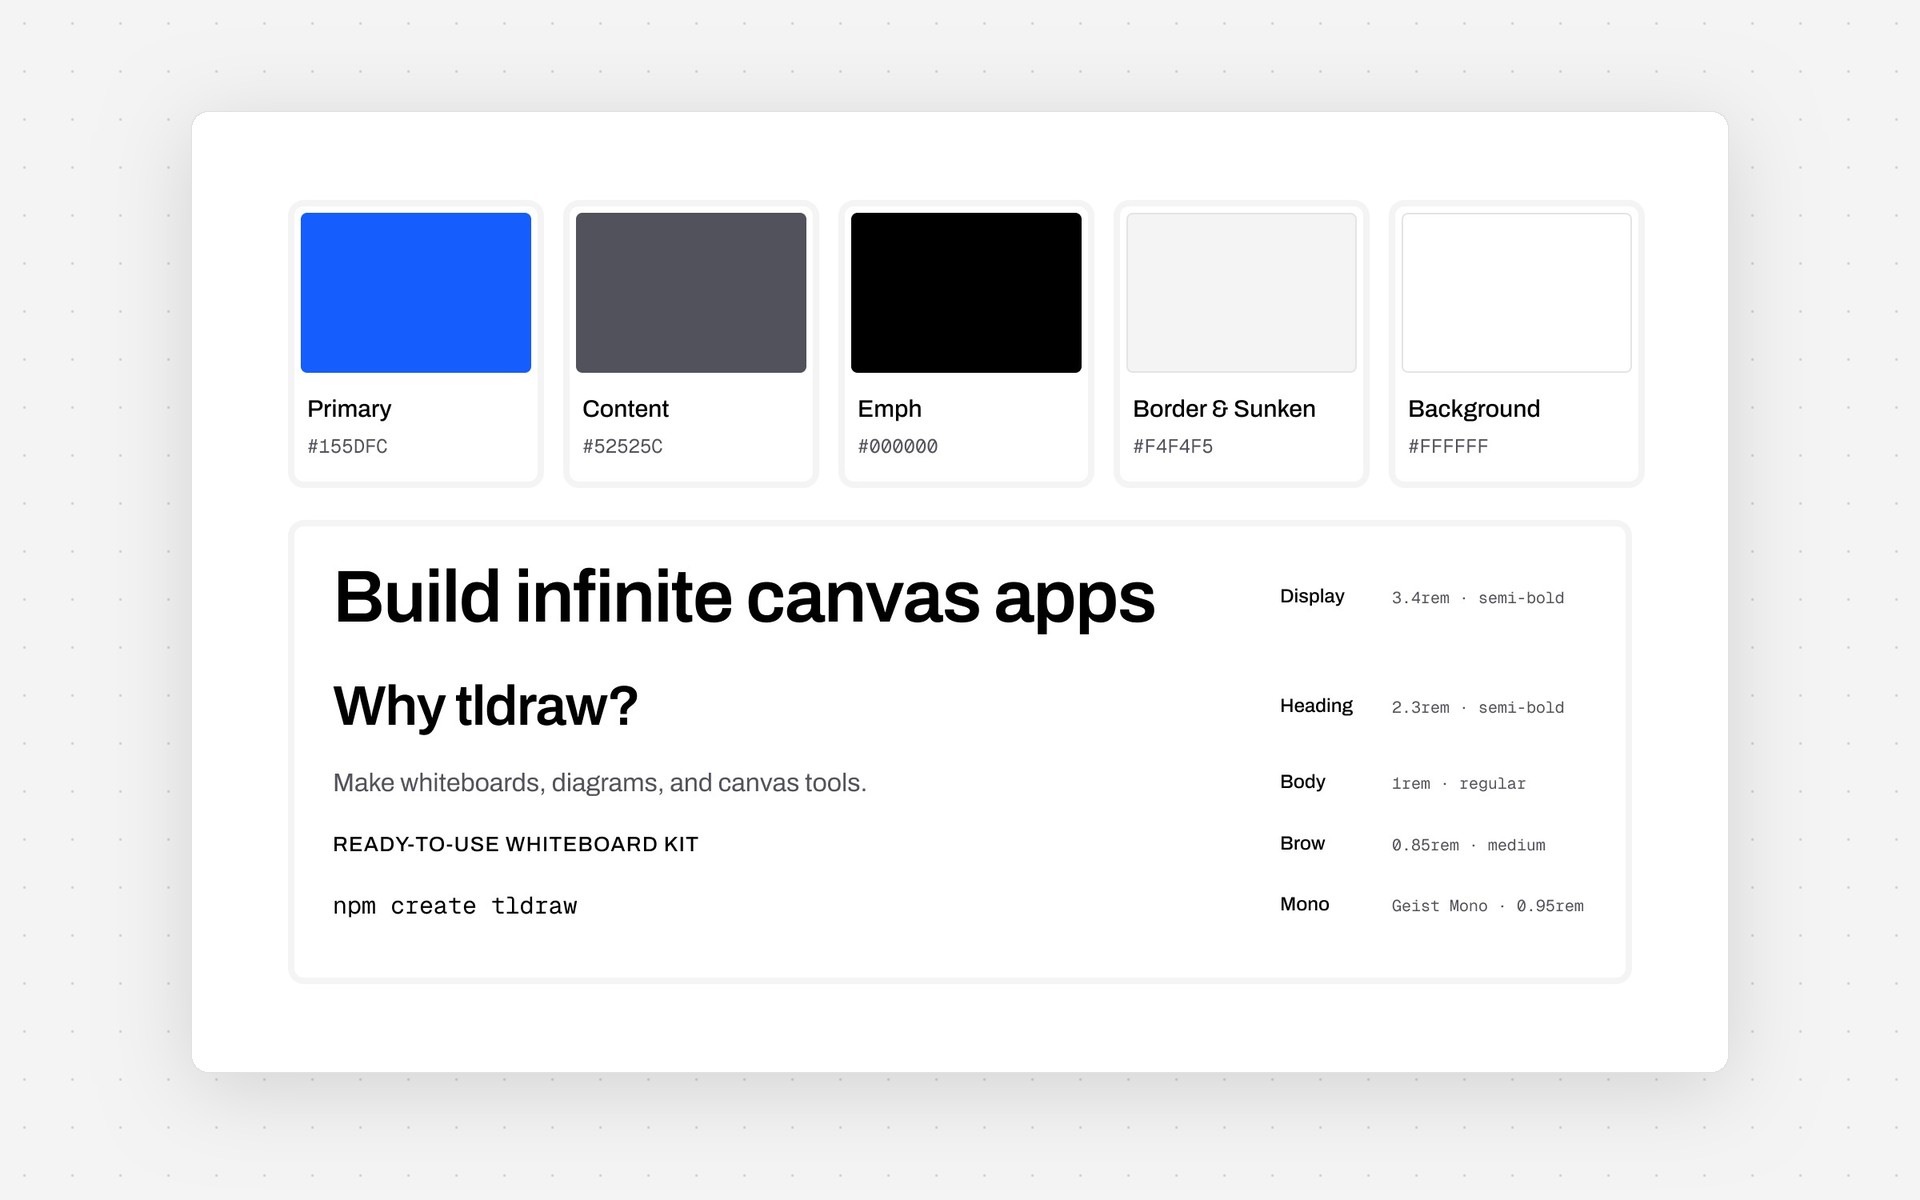 Primary
#155DFC
Content
#52525C
Emph
#000000
Border & Sunken
#F4F4F5
Background
#FFFFFF
Build infinite canvas apps
Display 3.4rem · semi-bold
Why tldraw?
Heading 2.3rem · semi-bold
Make whiteboards, diagrams, and canvas tools.
Body 1rem · regular
READY-TO-USE WHITEBOARD KIT
Brow 0.85rem · medium
npm create tldraw
Mono Geist Mono · 0.95rem